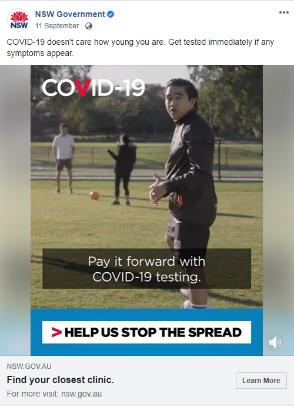 NSW Government
11 September ·
COVID-19 doesn't care how young you are. Get tested immediately if any
symptoms appear.
COVID-19
Pay it forward with
COVID-19 testing.
> HELP US STOP THE SPREAD
NSW.GOV.AU
Find your closest clinic.
For more visit: nsw.gov.au
Learn More
NSW